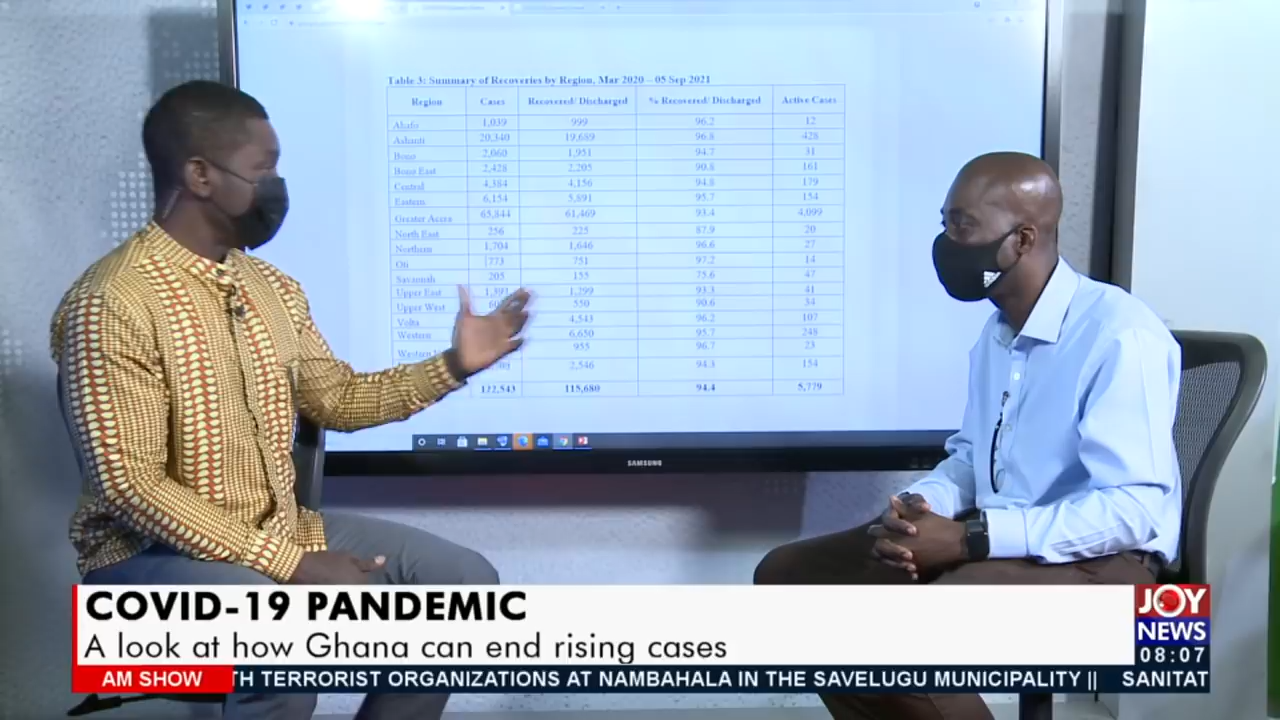 Table 3: Summary of Recoveries by Region, Mar 2020 – 05 Sep 2021
Region Cases Recovered/ Discharged % Recovered/ Discharged Active Cases
Ahafo 1,039 999 96.2 12
Ashanti 20,340 19,689 96.8 428
Bono 2,060 1,951 94.7 31
Bono East 2,428 2,205 90.8 161
Central 4,384 4,156 94.8 179
Eastern 6,154 5,891 95.7 154
Greater Accra 65,844 61,469 93.4 4,099
North East 256 225 87.9 20
Northern 1,704 1,646 96.6 27
Oti 773 751 97.2 14
Savannah 205 155 75.6 47
Upper East 1,393 1,299 93.3 41
Upper West 550 90.6 34
Volta 4,543 96.2 107
Western 6,650 95.7 248
Western 955 96.7 23
2,546 94.3 154
122,543 115,680 94.4 5,779
SAMSUNG
COVID-19 PANDEMIC
A look at how Ghana can end rising cases
JOY
NEWS
08:07
AM SHOW TH TERRORIST ORGANIZATIONS AT NAMBAHALA IN THE SAVELUGU MUNICIPALITY || SANITAT